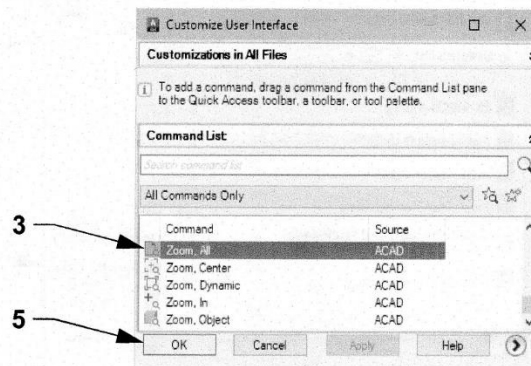 Customize User Interface
Customizations in All Files
To add a command, drag a command from the Command List pane
to the Quick Access toolbar, a toolbar, or tool palette.
Command List:
Search command list
All Commands Only
Command Source
3
Zoom, All ACAD
Zoom, Center ACAD
Zoom, Dynamic ACAD
Zoom, In ACAD
Zoom, Object ACAD
5
OK Cancel Apply Help